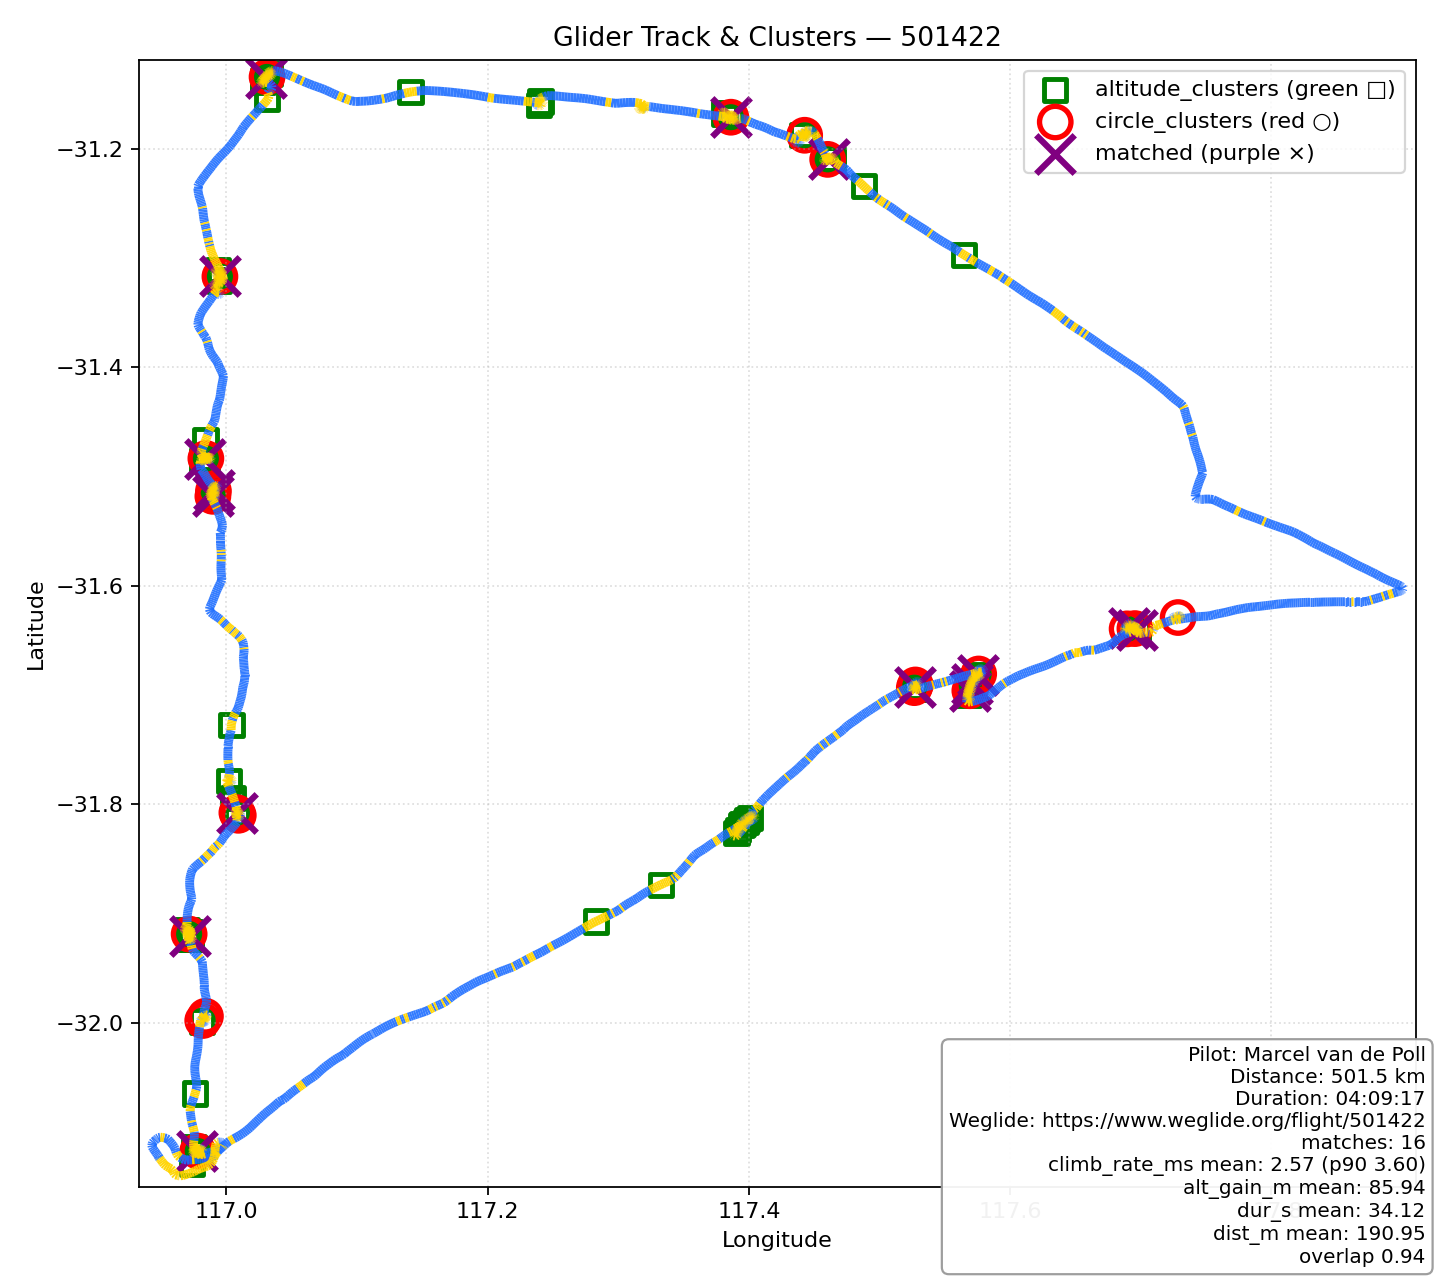 Glider Track & Clusters — 501422
altitude_clusters (green □)
circle_clusters (red ○)
matched (purple ×)
Latitude
−31.2
−31.4
−31.6
−31.8
−32.0
117.0
117.2
117.4
117.6
Longitude
Pilot: Marcel van de Poll
Distance: 501.5 km
Duration: 04:09:17
Weglide: https://www.weglide.org/flight/501422
matches: 16
climb_rate_ms mean: 2.57 (p90 3.60)
alt_gain_m mean: 85.94
dur_s mean: 34.12
dist_m mean: 190.95
overlap 0.94